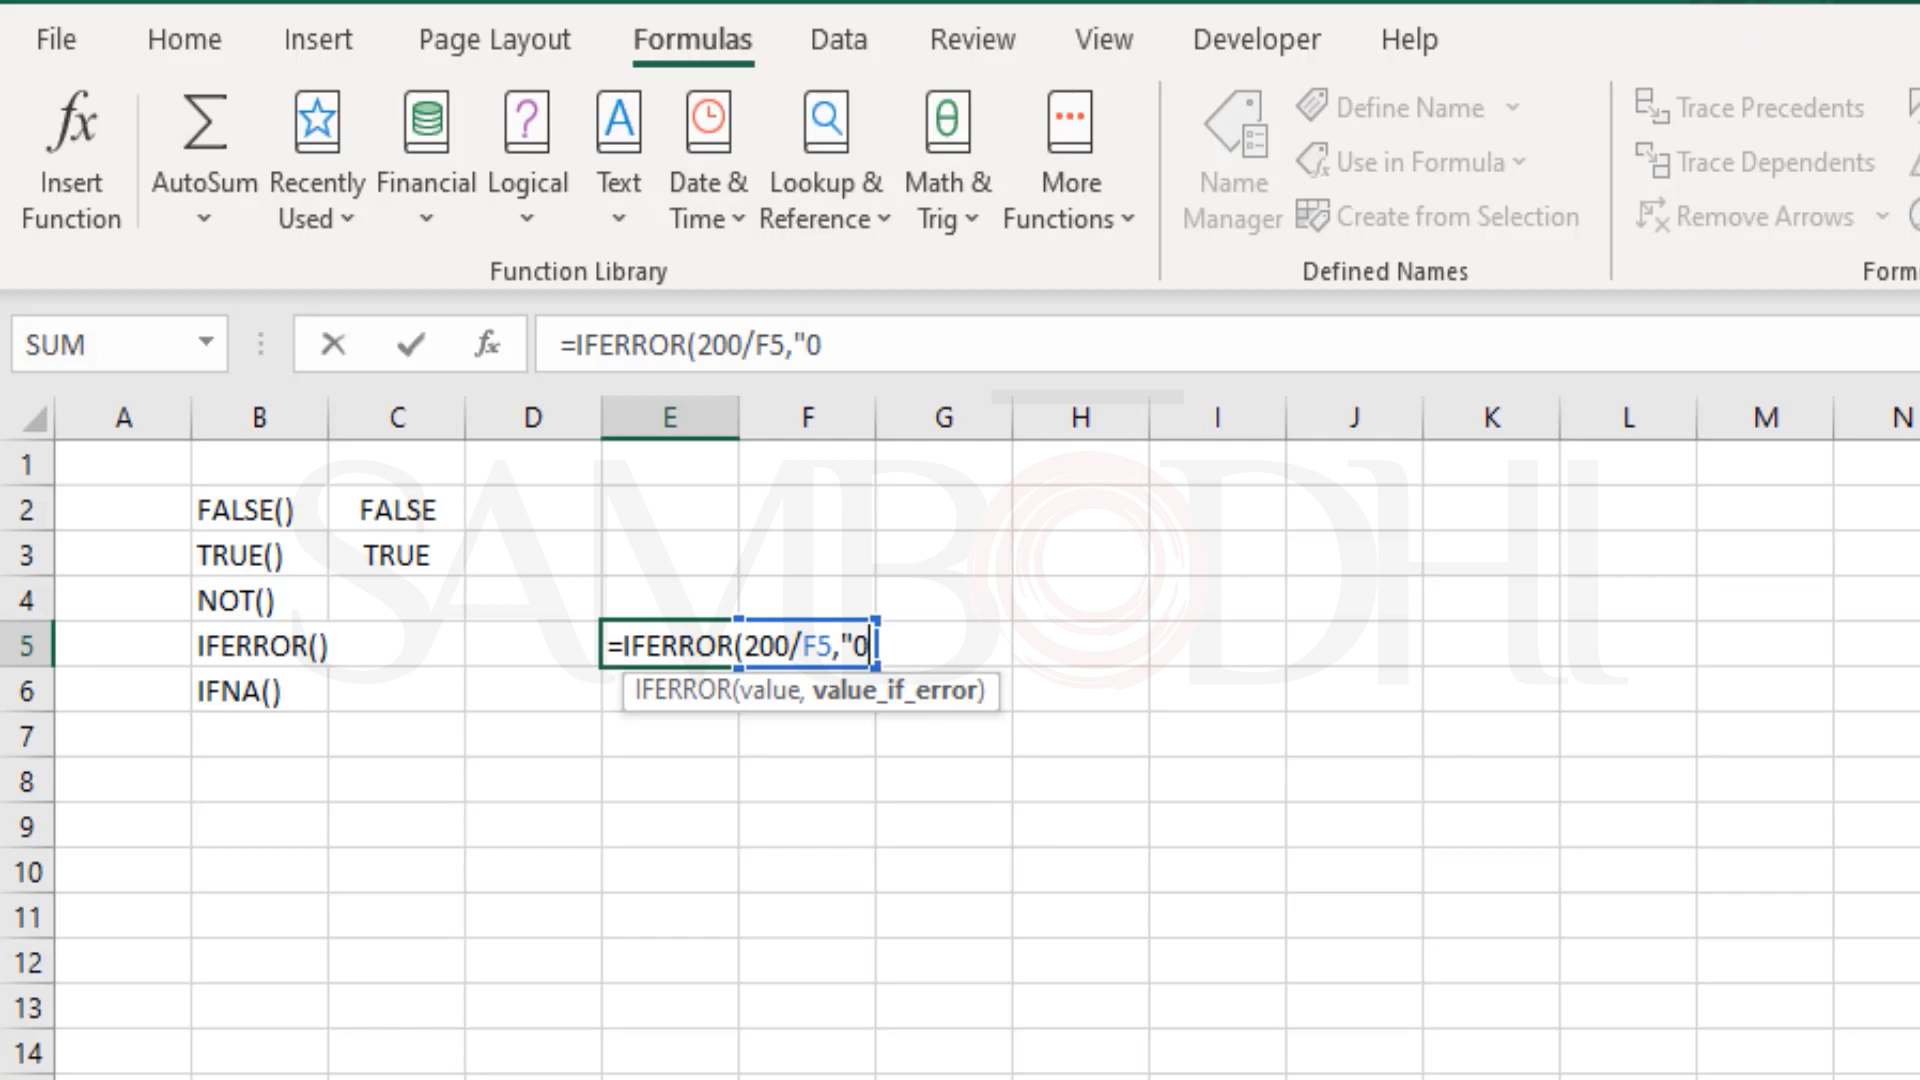 File Home Insert Page Layout Formulas Data Review View Developer Help
fx Σ ? A θ
Insert Function AutoSum Recently Used Financial Logical Text Date & Time Lookup & Reference Math & Trig More Functions Name Manager
Define Name Trace Precedents
Use in Formula Trace Dependents
Create from Selection Remove Arrows
Function Library Defined Names Form
SUM fx =IFERROR(200/F5,"0
A B C D E F G H I J K L M N
1
2 FALSE() FALSE
3 TRUE() TRUE
4 NOT()
5 IFERROR() =IFERROR(200/F5,"0
6 IFNA() IFERROR(value, value_if_error)
7
8
9
10
11
12
13
14
SAMBODHI